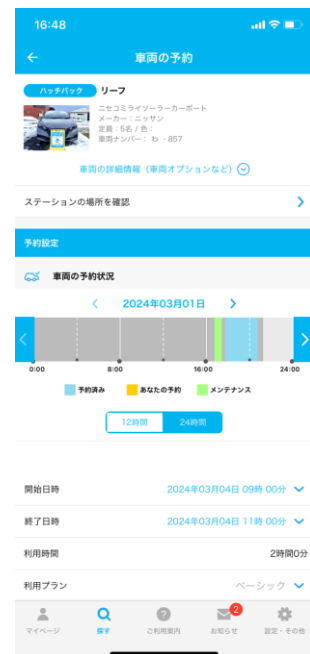 16:48
車両の予約
ハッチバック リーフ
ニセコミライソーラーカーポート
メーカー：ニッサン
定員：5名 / 色：
車両ナンバー： わ - 857
車両の詳細情報（車両オプションなど）
ステーションの場所を確認
予約設定
車両の予約状況
2024年03月01日
0:00 8:00 16:00 24:00
予約済み あなたの予約 メンテナンス
12時間 24時間
開始日時 2024年03月04日 09時 00分
終了日時 2024年03月04日 11時 00分
利用時間 2時間0分
利用プラン ベーシック
2
マイページ 探す ご利用案内 お知らせ 設定・その他